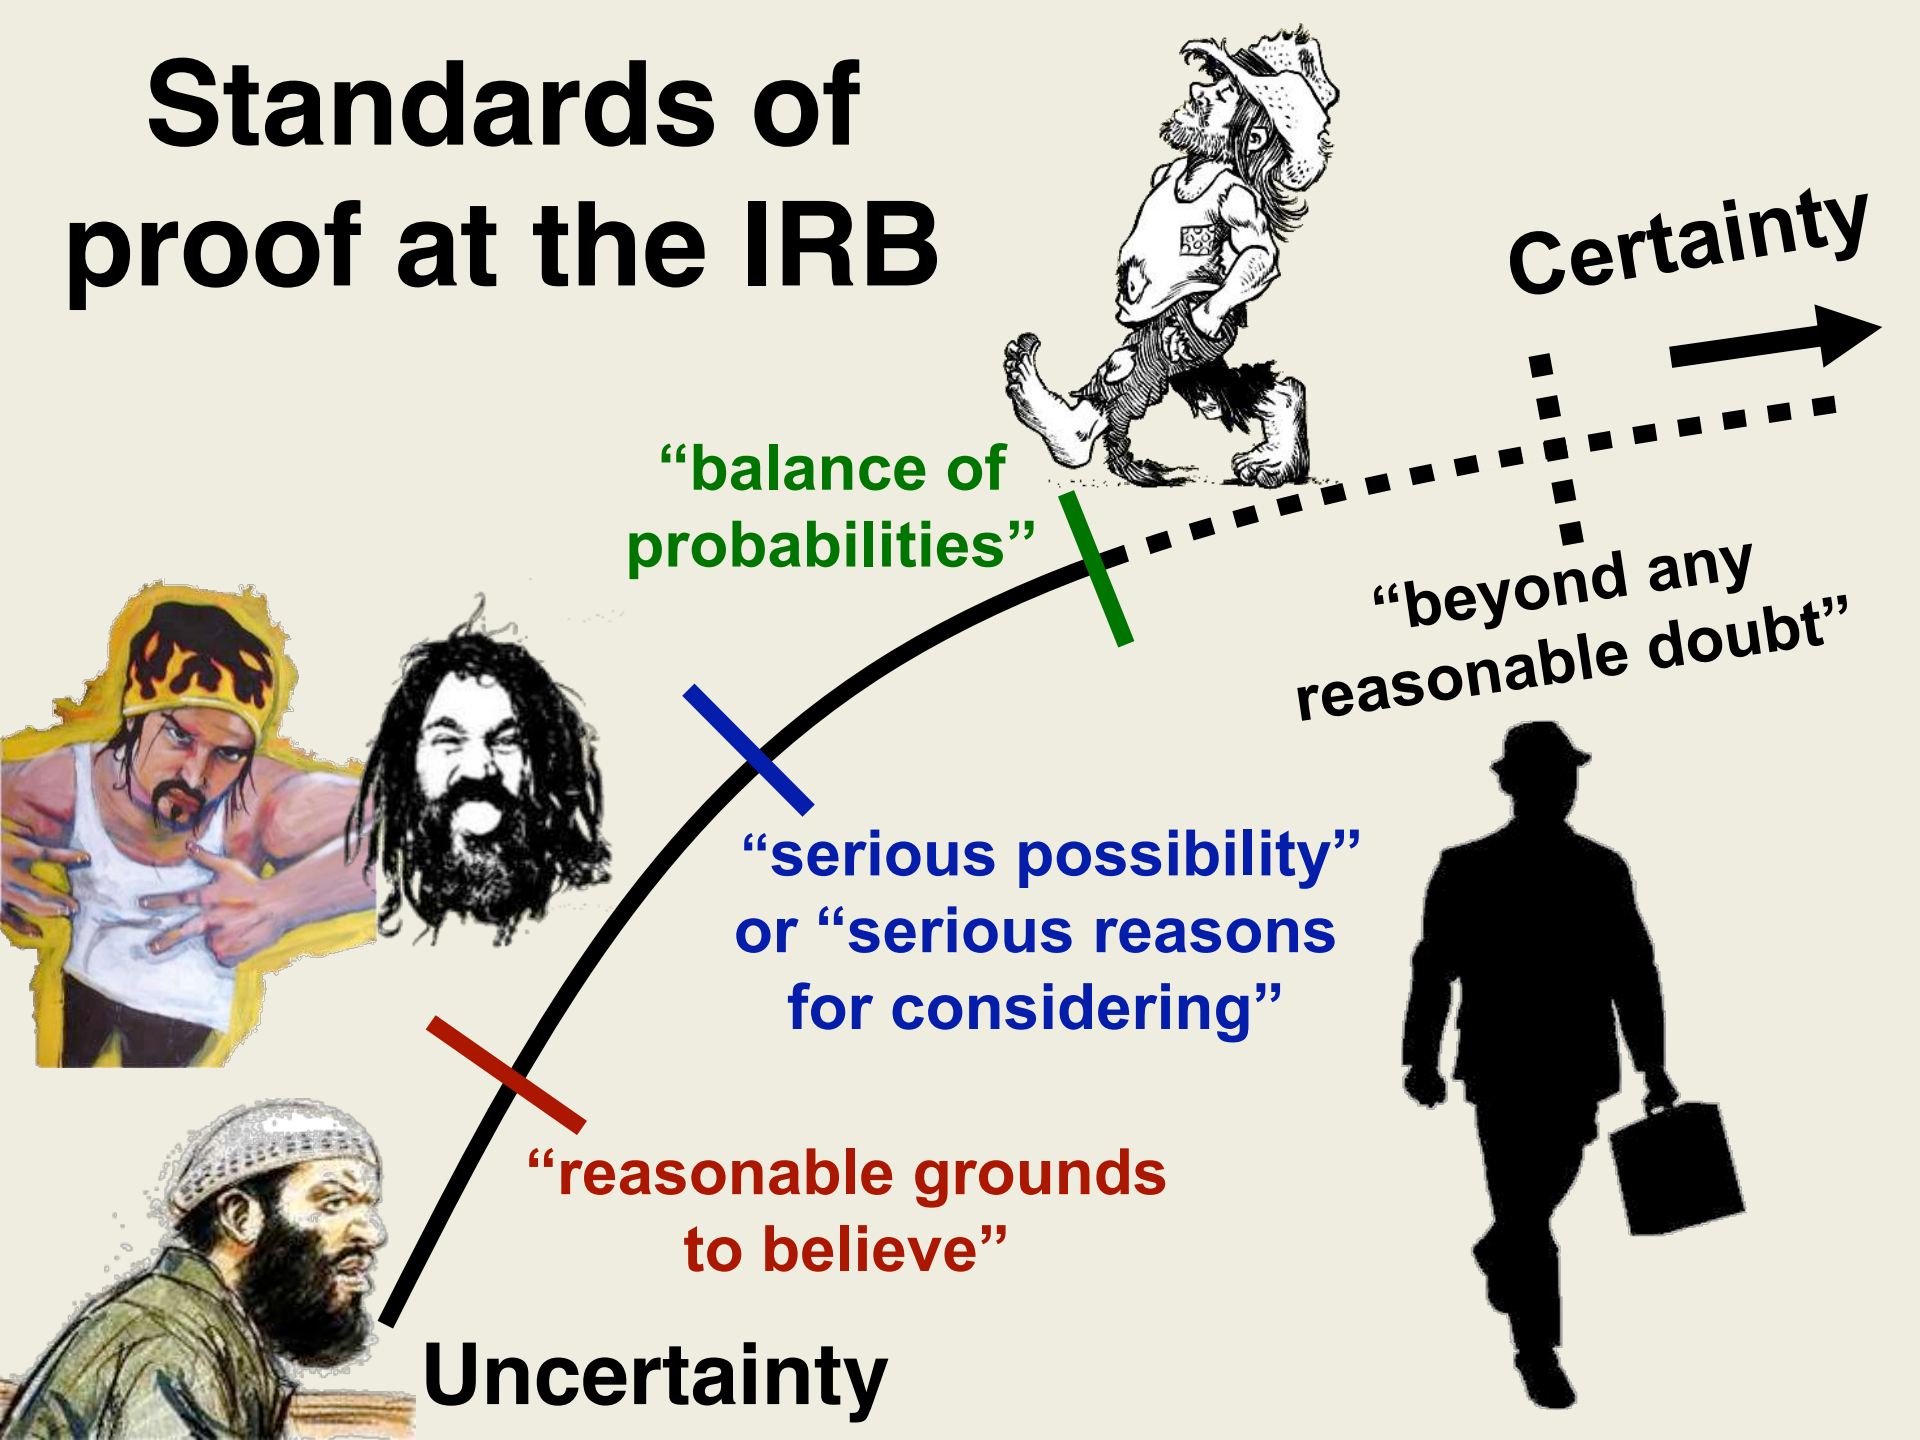 Standards of
proof at the IRB
Certainty
“balance of
probabilities”
“beyond any
reasonable doubt”
“serious possibility”
or “serious reasons
for considering”
“reasonable grounds
to believe”
Uncertainty